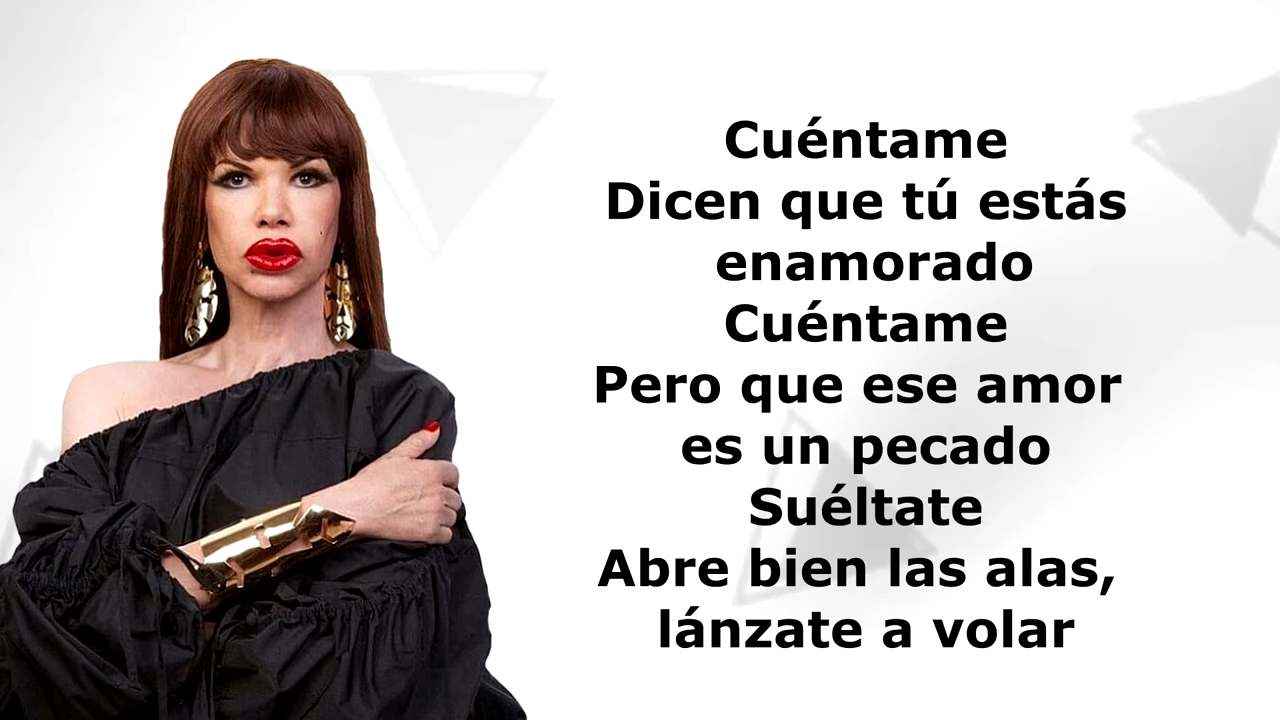 Cuéntame
Dicen que tú estás
enamorado
Cuéntame
Pero que ese amor
es un pecado
Suéltate
Abre bien las alas,
lánzate a volar